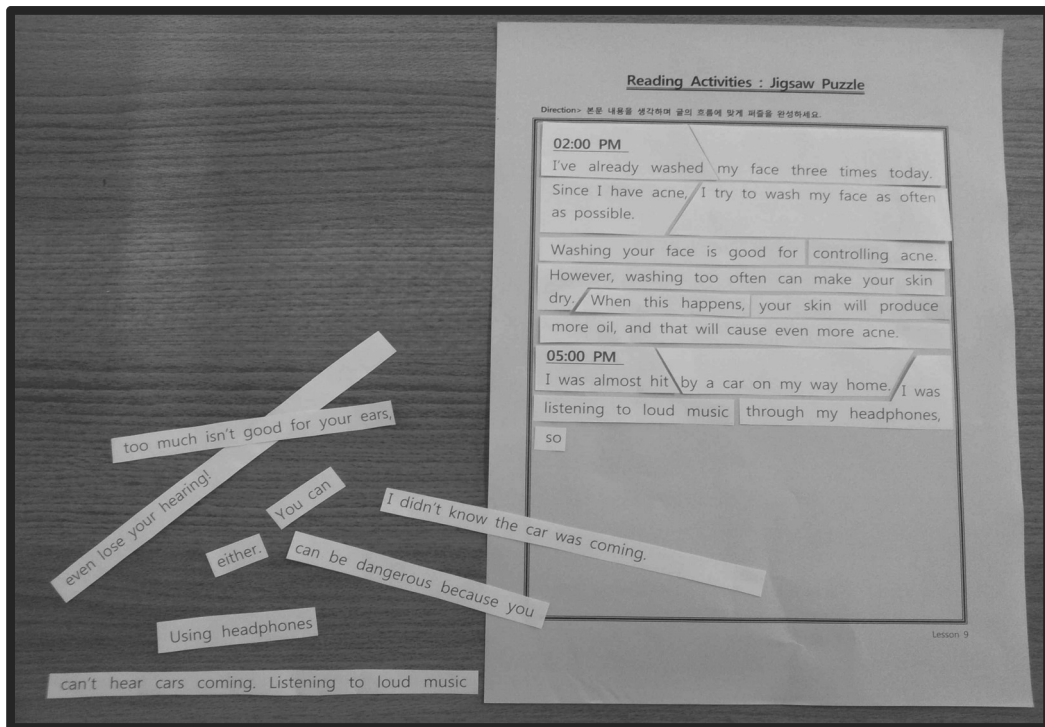 Reading Activities : Jigsaw Puzzle
Direction> 본문 내용을 생각하며 글의 흐름에 맞게 퍼즐을 완성하세요.
02:00 PM
I've already washed my face three times today.
Since I have acne, I try to wash my face as often
as possible.
Washing your face is good for controlling acne.
However, washing too often can make your skin
dry. When this happens, your skin will produce
more oil, and that will cause even more acne.
05:00 PM
I was almost hit by a car on my way home. I was
listening to loud music through my headphones,
so
too much isn't good for your ears,
even lose your hearing!
You can
I didn't know the car was coming.
either.
can be dangerous because you
Using headphones
can't hear cars coming. Listening to loud music
Lesson 9